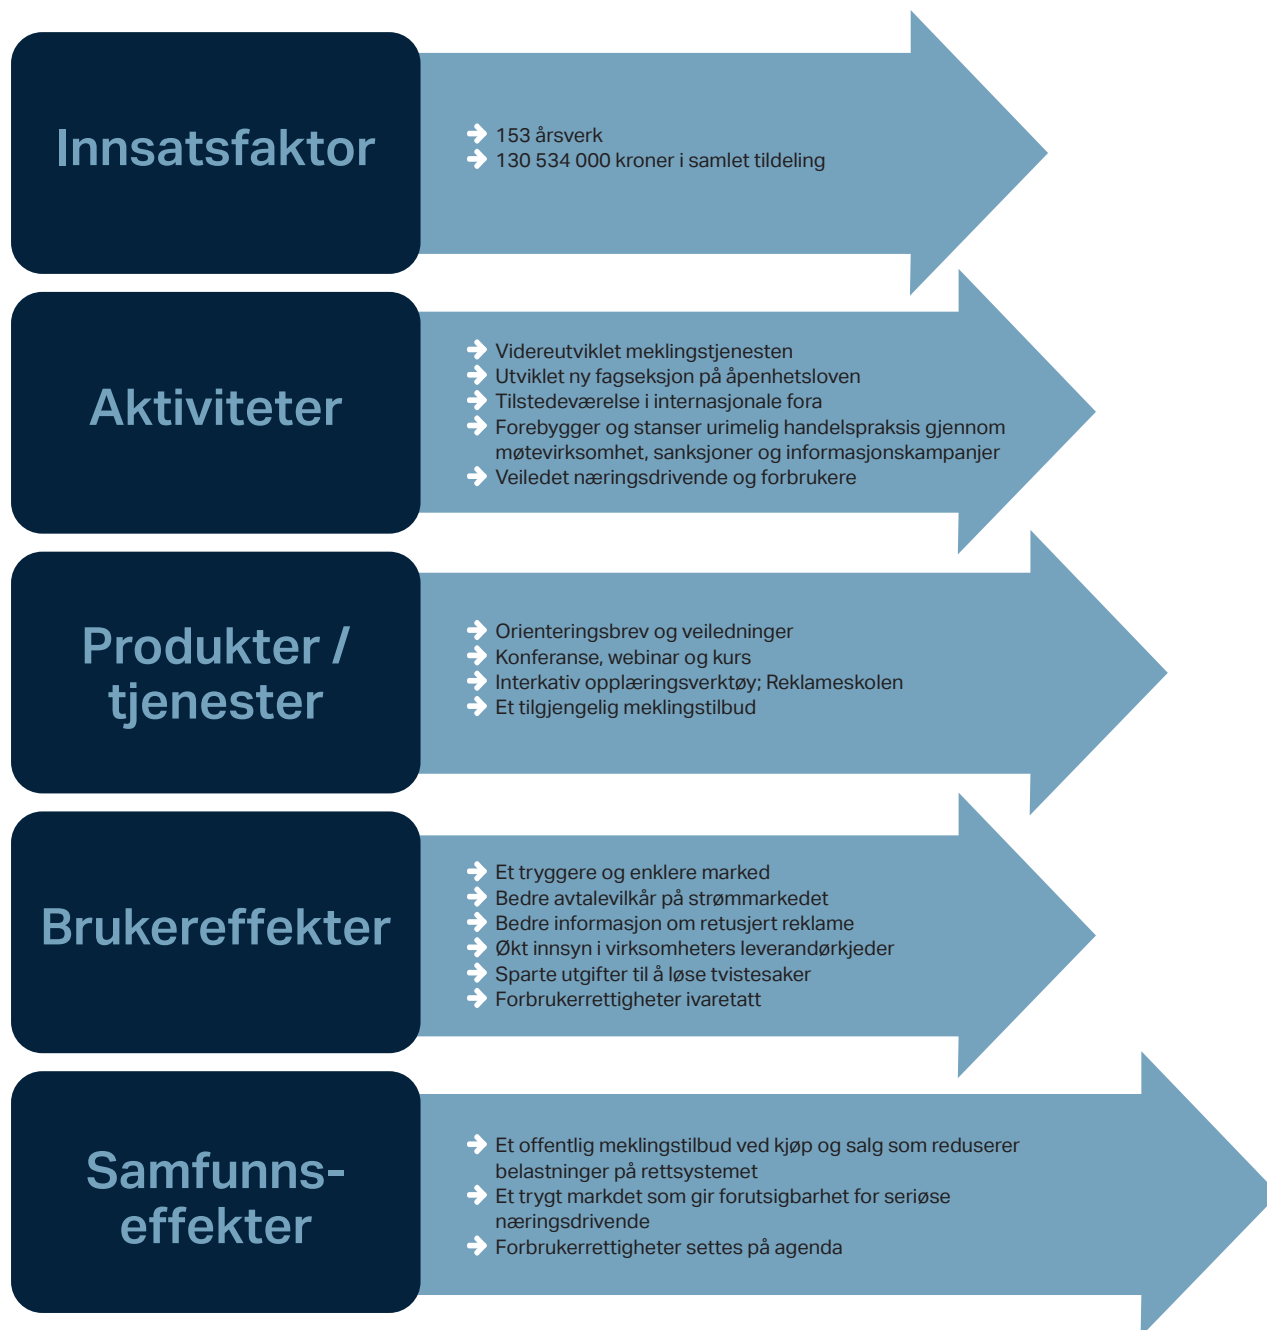 Innsatsfaktor
153 årsverk
130 534 000 kroner i samlet tildeling
Aktiviteter
Videreutviklet meklingstjenesten
Utviklet ny fagseksjon på åpenhetsloven
Tilstedeværelse i internasjonale fora
Forebygger og stanser urimelig handelspraksis gjennom
møtevirksomhet, sanksjoner og informasjonskampanjer
Veiledet næringsdrivende og forbrukere
Produkter /
tjenester
Orienteringsbrev og veiledninger
Konferanse, webinar og kurs
Interkativ opplæringsverktøy; Reklameskolen
Et tilgjengelig meklingstilbud
Brukereffekter
Et tryggere og enklere marked
Bedre avtalevilkår på strømmarkedet
Bedre informasjon om retusjert reklame
Økt innsyn i virksomheters leverandørkjeder
Sparte utgifter til å løse tvistesaker
Forbrukerrettigheter ivaretatt
Samfunns-
effekter
Et offentlig meklingstilbud ved kjøp og salg som reduserer
belastninger på rettsystemet
Et trygt markdet som gir forutsigbarhet for seriøse
næringsdrivende
Forbrukerrettigheter settes på agenda